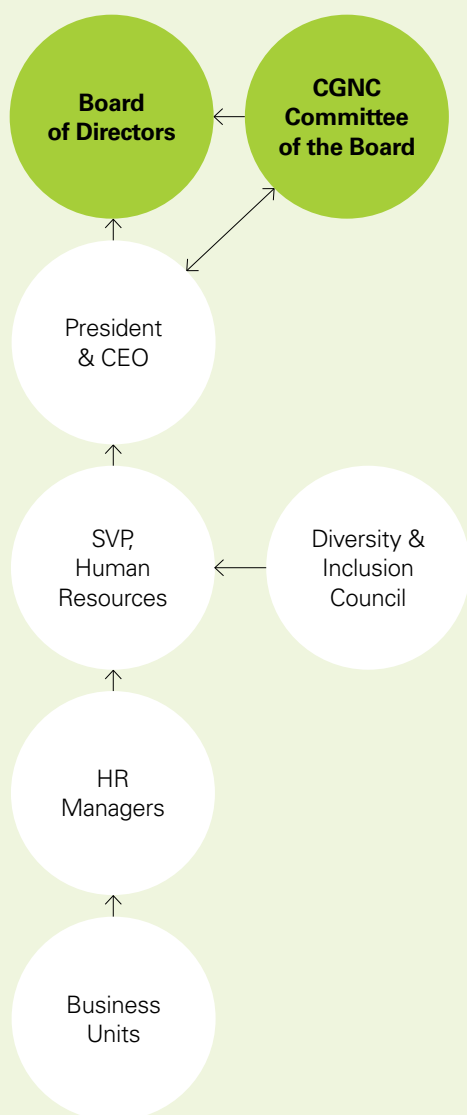 Board
of Directors
CGNC
Committee
of the Board
President
& CEO
SVP,
Human
Resources
Diversity &
Inclusion
Council
HR
Managers
Business
Units